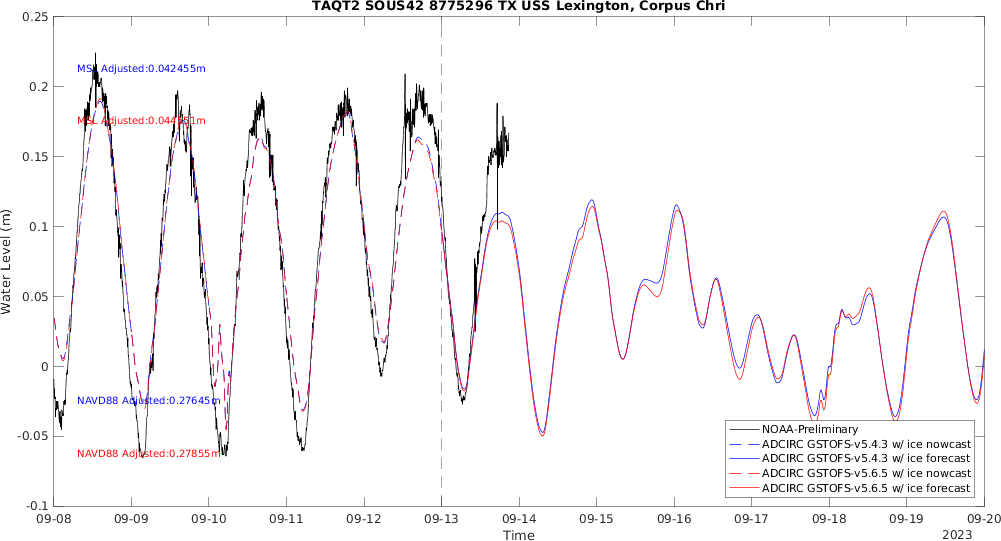 TAQT2 SOUS42 8775296 TX USS Lexington, Corpus Chri
0.25
0.2
0.15
0.1
0.05
0
-0.05
-0.1
Water Level (m)
MSL Adjusted:0.042455m
NAVD88 Adjusted:0.27645m
NAVD88 Adjusted:0.27855m
NOAA-Preliminary
ADCIRC GSTOFS-v5.4.3 w/ ice nowcast
ADCIRC GSTOFS-v5.4.3 w/ ice forecast
ADCIRC GSTOFS-v5.6.5 w/ ice nowcast
ADCIRC GSTOFS-v5.6.5 w/ ice forecast
09-08 09-09 09-10 09-11 09-12 09-13 09-14 09-15 09-16 09-17 09-18 09-19 09-20
Time
2023